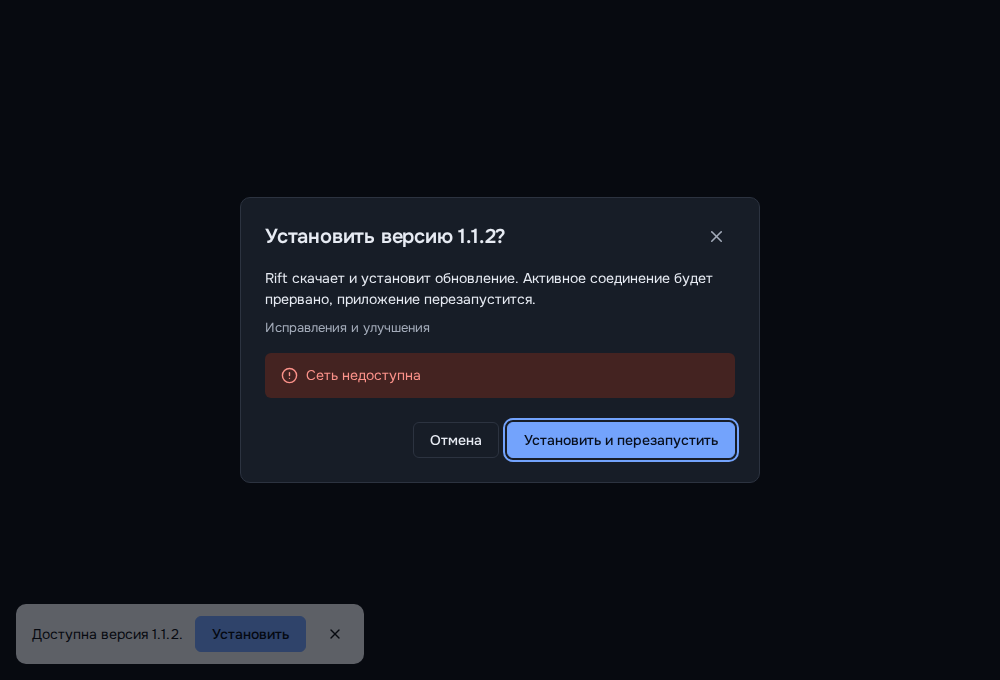 Установить версию 1.1.2?
Rift скачает и установит обновление. Активное соединение будет
прервано, приложение перезапустится.
Исправления и улучшения
Сеть недоступна
Отмена
Установить и перезапустить
Доступна версия 1.1.2.
Установить